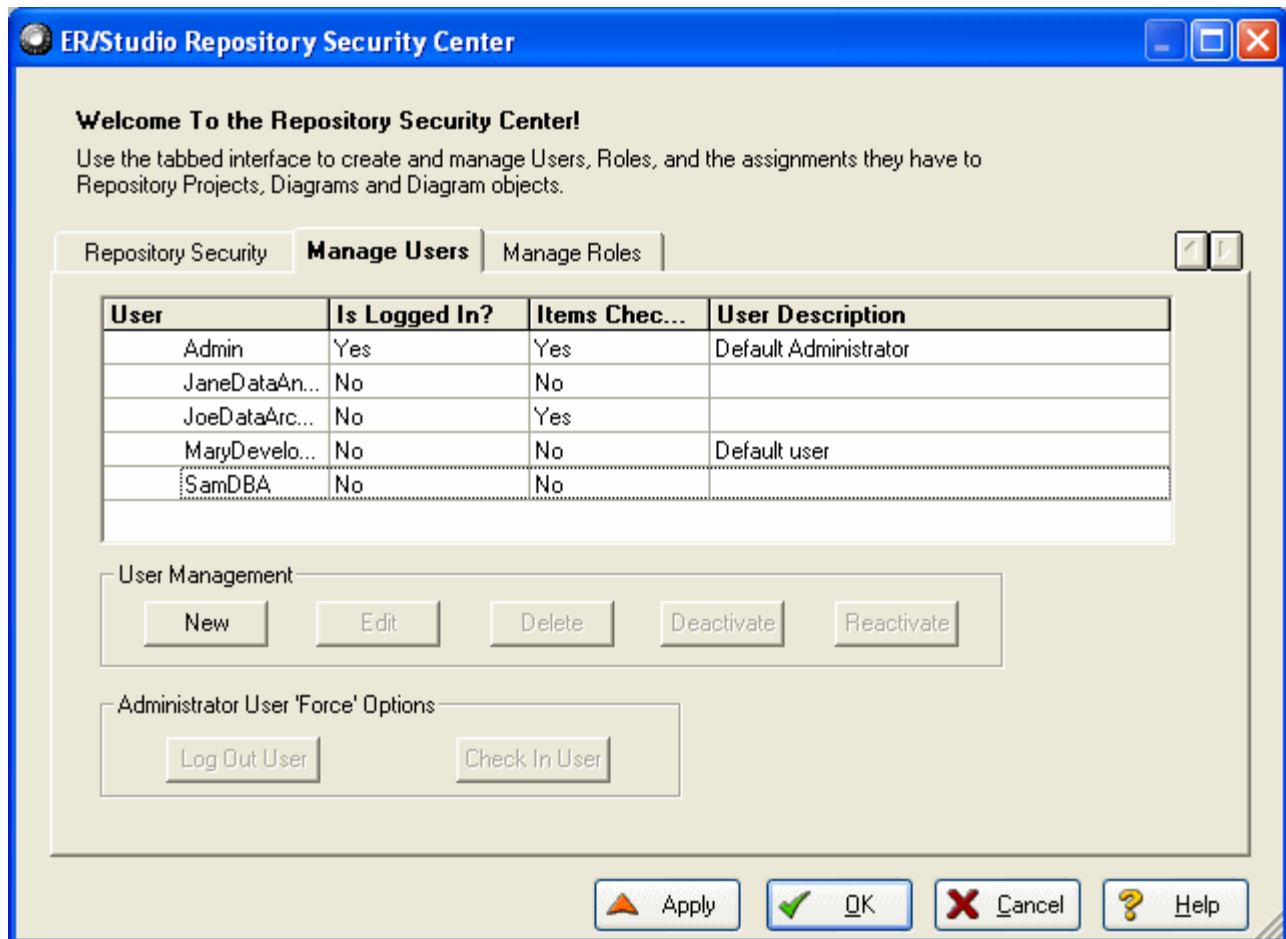 ER/Studio Repository Security Center
Welcome To the Repository Security Center!
Use the tabbed interface to create and manage Users, Roles, and the assignments they have to
Repository Projects, Diagrams and Diagram objects.
Repository Security Manage Users Manage Roles
User Is Logged In? Items Chec... User Description
Admin Yes Yes Default Administrator
JaneDataAn... No No
JoeDataArc... No Yes
MaryDevelo... No No Default user
SamDBA No No
User Management
New Edit Delete Deactivate Reactivate
Administrator User 'Force' Options
Log Out User Check In User
Apply OK Cancel Help